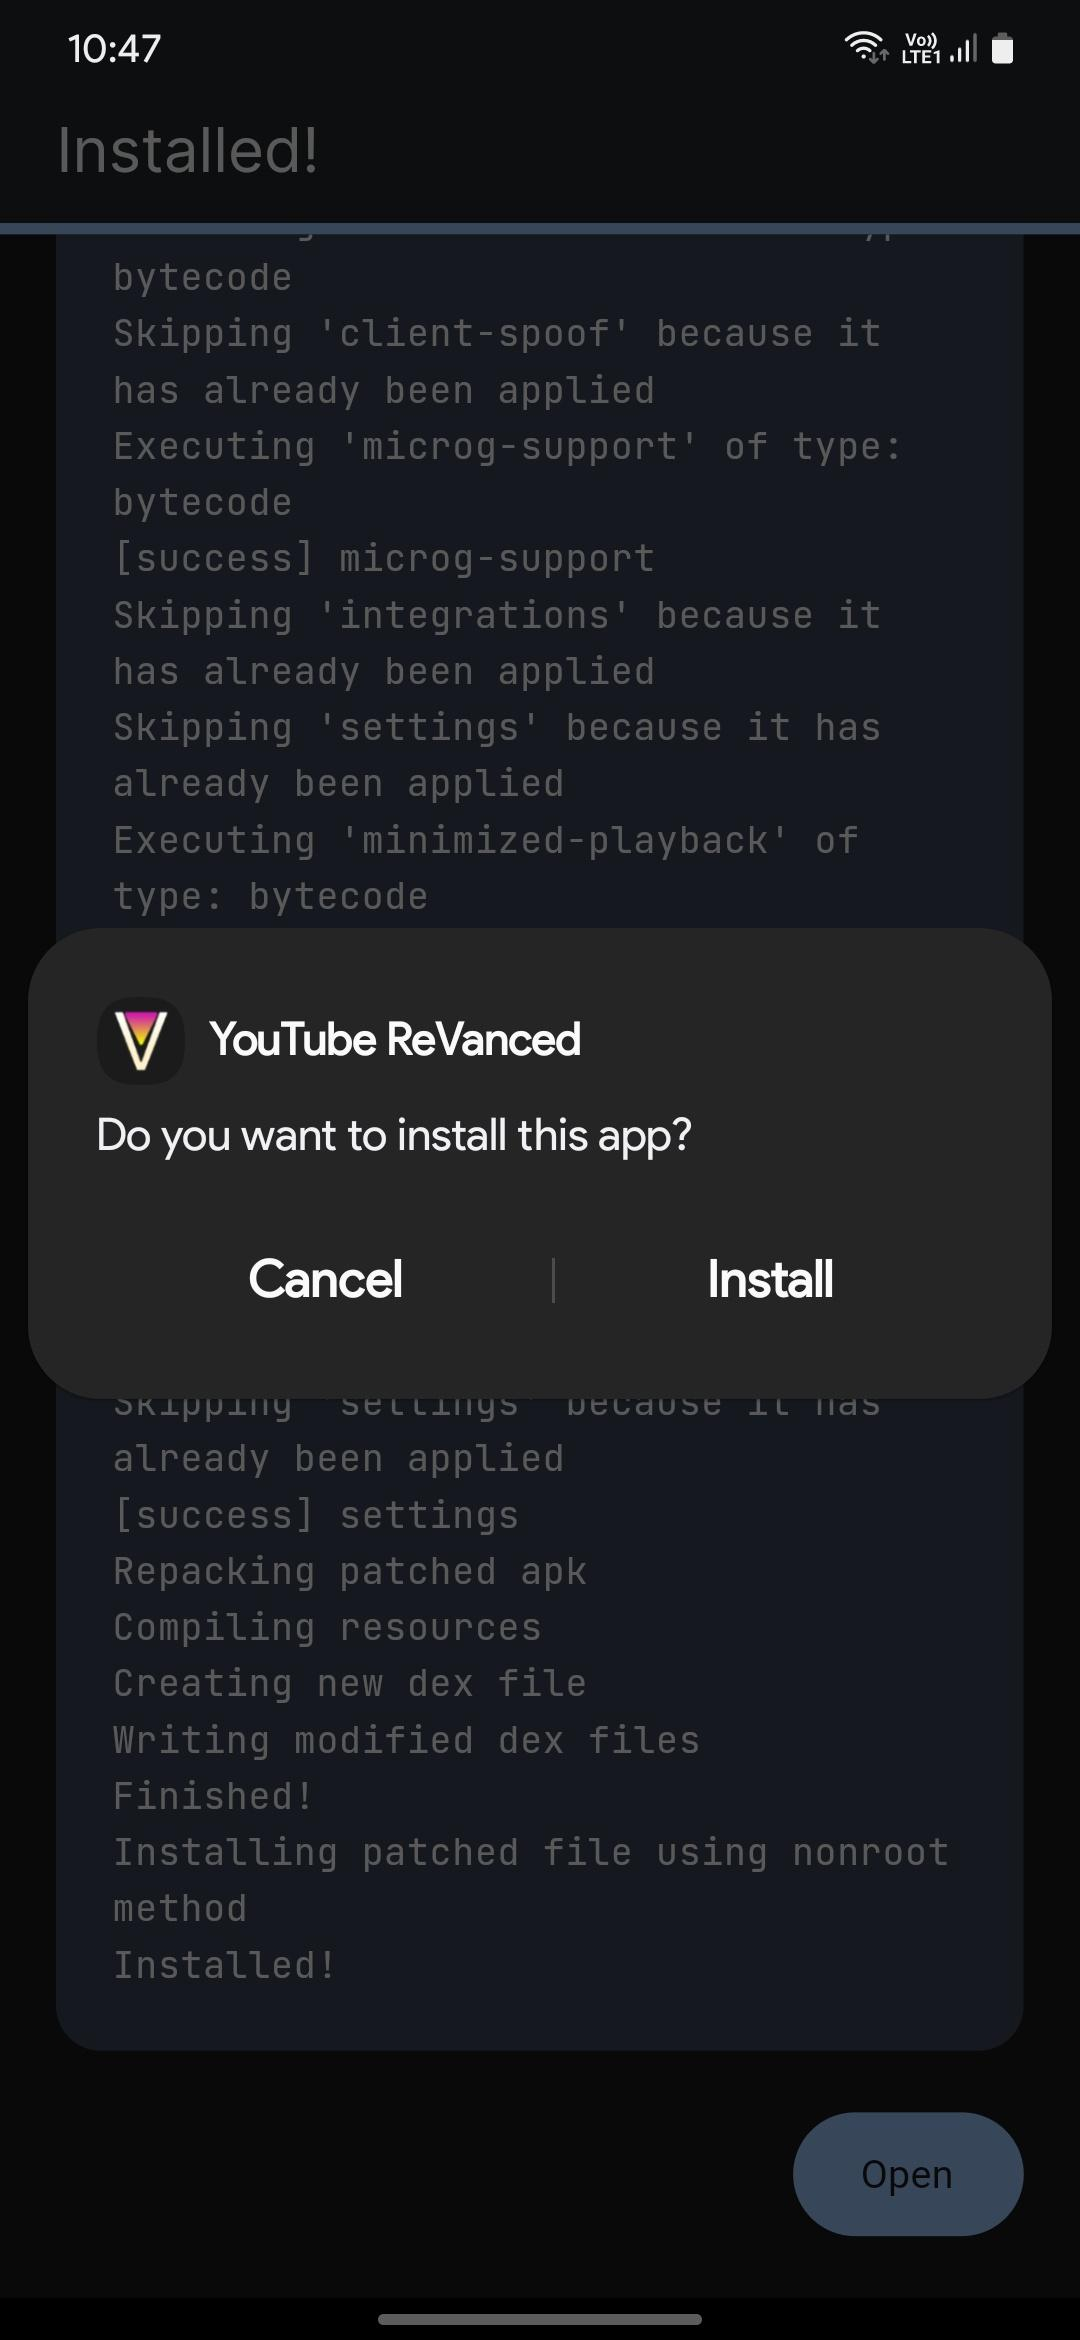 10:47
Vo))
LTE1
Installed!
bytecode
Skipping 'client-spoof' because it
has already been applied
Executing 'microg-support' of type:
bytecode
[success] microg-support
Skipping 'integrations' because it
has already been applied
Skipping 'settings' because it has
already been applied
Executing 'minimized-playback' of
type: bytecode
YouTube ReVanced
Do you want to install this app?
Cancel
Install
Skipping 'settings' because it has
already been applied
[success] settings
Repacking patched apk
Compiling resources
Creating new dex file
Writing modified dex files
Finished!
Installing patched file using nonroot
method
Installed!
Open